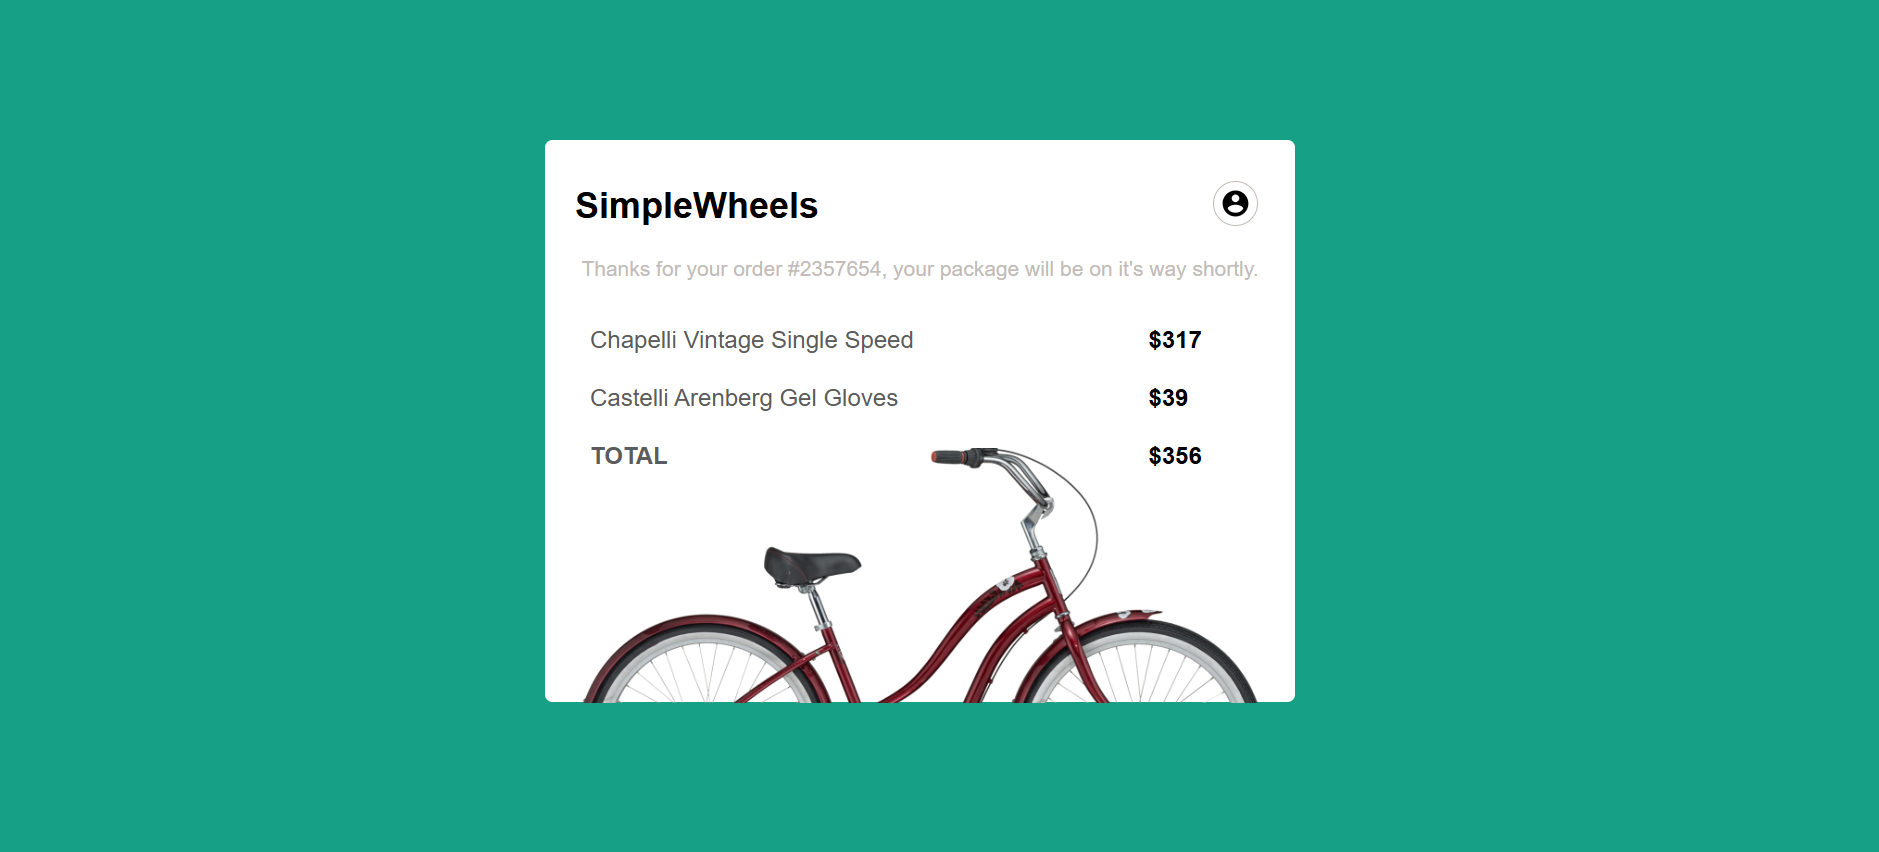 SimpleWheels
Thanks for your order #2357654, your package will be on it's way shortly.
Chapelli Vintage Single Speed $317
Castelli Arenberg Gel Gloves $39
TOTAL $356